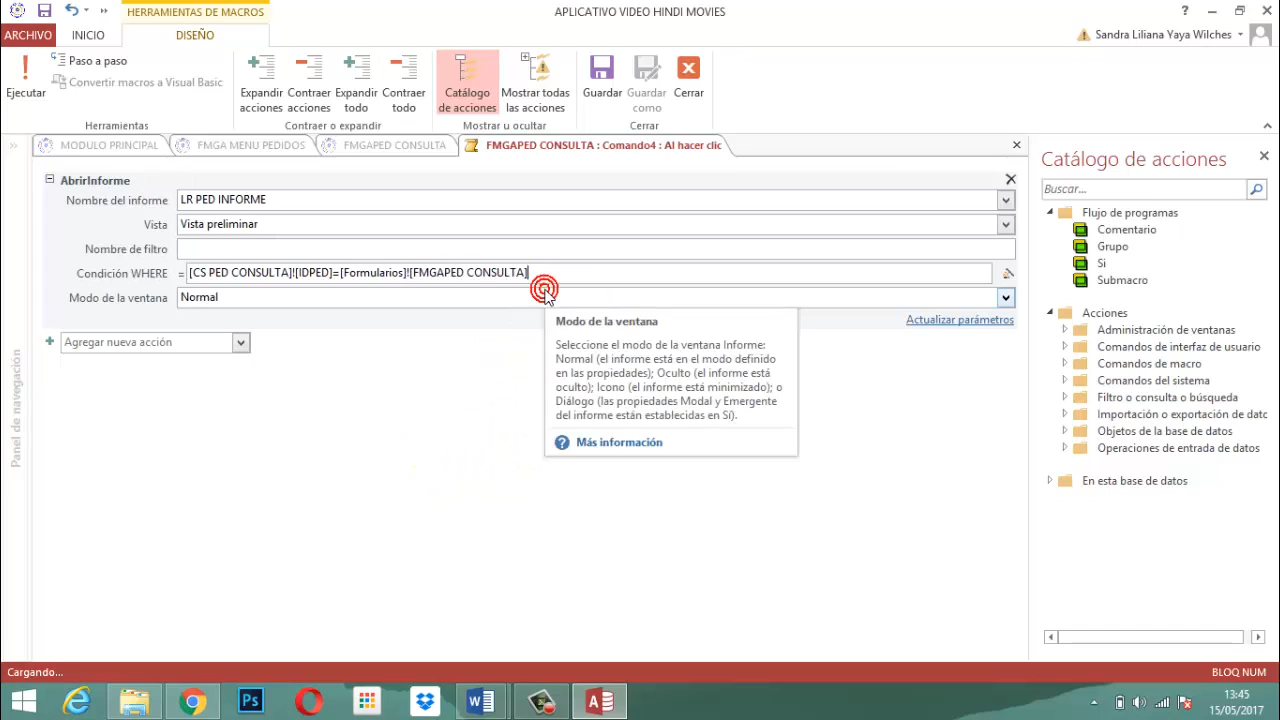 HERRAMIENTAS DE MACROS
APLICATIVO VIDEO HINDI MOVIES
ARCHIVO
INICIO
DISEÑO
Sandra Liliana Yaya Wilches
Ejecutar
Paso a paso
Convertir macros a Visual Basic
Herramientas
Expandir acciones
Contraer acciones
Expandir todo
Contraer todo
Contraer o expandir
Catálogo de acciones
Mostrar todas las acciones
Mostrar u ocultar
Guardar
Guardar como
Cerrar
Cerrar
MODULO PRINCIPAL
FMGA MENU PEDIDOS
FMGAPED CONSULTA
FMGAPED CONSULTA : Comando4 : Al hacer clic
AbrirInforme
Nombre del informe LR PED INFORME
Vista Vista preliminar
Nombre de filtro
Condición WHERE = [CS PED CONSULTA]![IDPED]=[Formularios]![FMGAPED CONSULTA]
Modo de la ventana Normal
Actualizar parámetros
Agregar nueva acción
Modo de la ventana
Seleccione el modo de la ventana Informe:
Normal (el informe está en el modo definido
en las propiedades); Oculto (el informe está
oculto); Icono (el informe está minimizado); o
Diálogo (las propiedades Modal y Emergente
del informe están establecidas en Sí).
Más información
Panel de navegación
Catálogo de acciones
Buscar...
Flujo de programas
Comentario
Grupo
Si
Submacro
Acciones
Administración de ventanas
Comandos de interfaz de usuario
Comandos de macro
Comandos del sistema
Filtro o consulta o búsqueda
Importación o exportación de datc
Objetos de la base de datos
Operaciones de entrada de datos
En esta base de datos
Cargando...
BLOQ NUM
13:45
15/05/2017